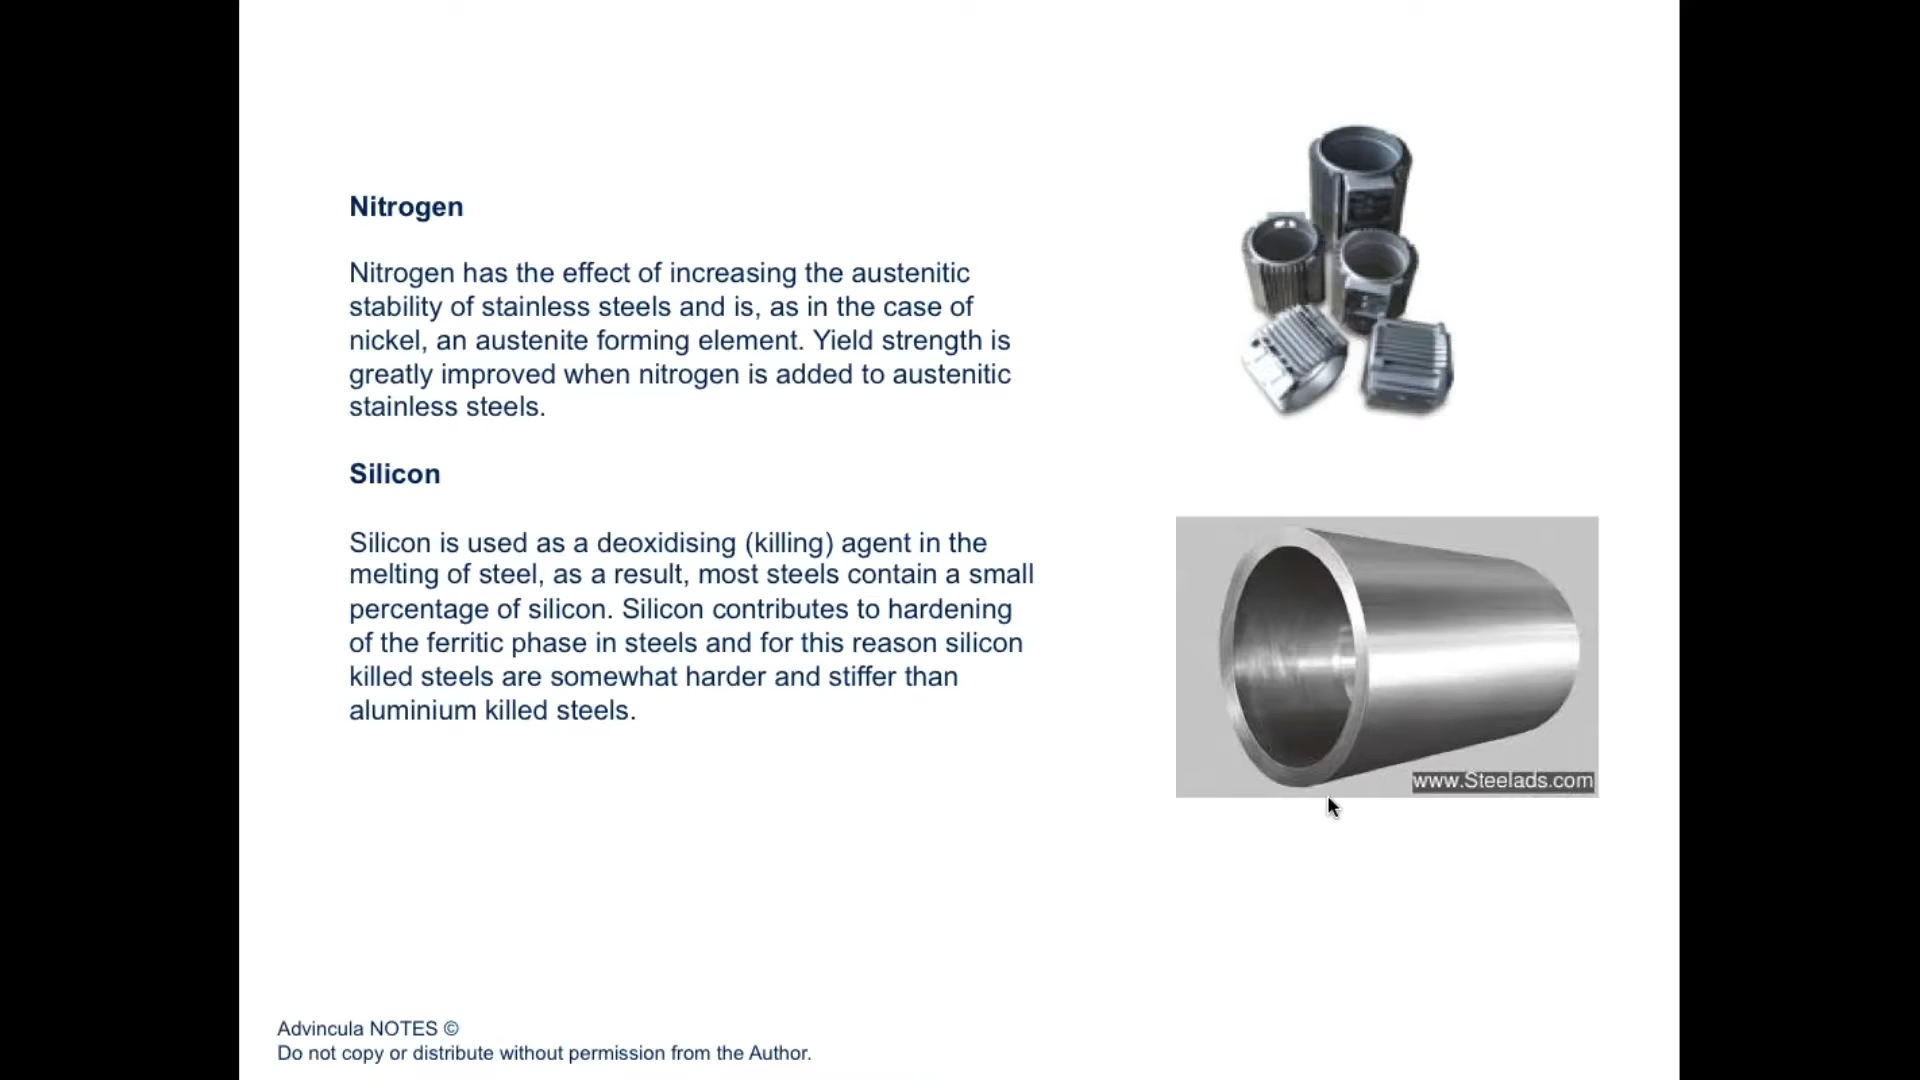 Nitrogen
Nitrogen has the effect of increasing the austenitic
stability of stainless steels and is, as in the case of
nickel, an austenite forming element. Yield strength is
greatly improved when nitrogen is added to austenitic
stainless steels.
Silicon
Silicon is used as a deoxidising (killing) agent in the
melting of steel, as a result, most steels contain a small
percentage of silicon. Silicon contributes to hardening
of the ferritic phase in steels and for this reason silicon
killed steels are somewhat harder and stiffer than
aluminium killed steels.
www.Steelads.com
Advincula NOTES ©
Do not copy or distribute without permission from the Author.